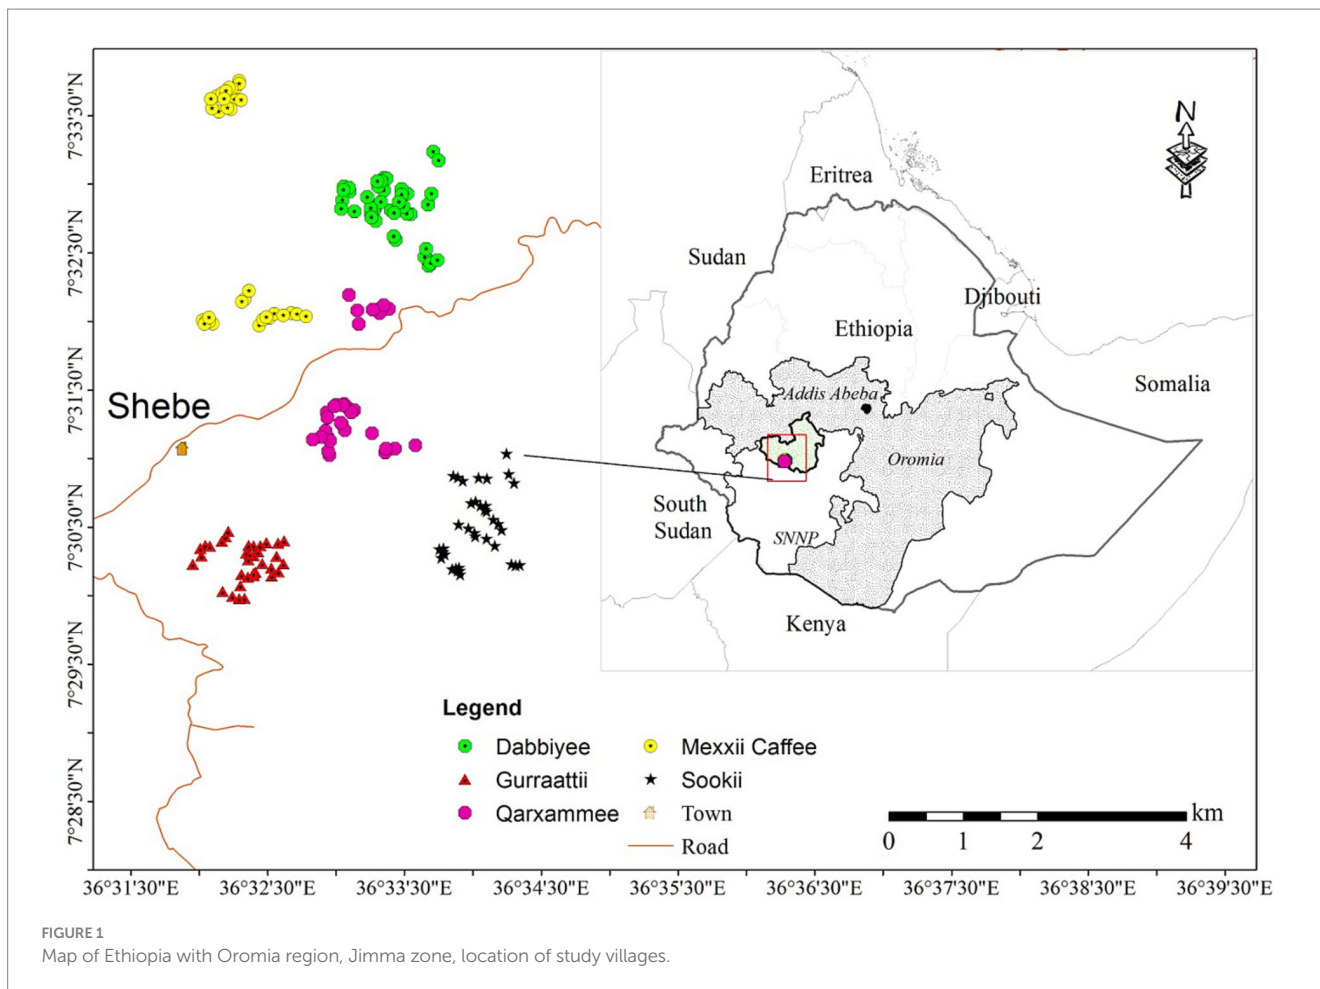 7°33'30"N
7°32'30"N
7°31'30"N
7°30'30"N
7°29'30"N
7°28'30"N
Shebe
N
Eritrea
Sudan
Djibouti
Ethiopia
Somalia
Addis Abeba
Oromia
South
Sudan
SNNP
Kenya
Legend
Dabbiyee
Mexxii Caffee
Gurraattii
Sookii
Qarxammee
Town
Road
km
0 1 2 4
36°31'30"E 36°32'30"E 36°33'30"E 36°34'30"E 36°35'30"E 36°36'30"E 36°37'30"E 36°38'30"E 36°39'30"E
FIGURE 1
Map of Ethiopia with Oromia region, Jimma zone, location of study villages.